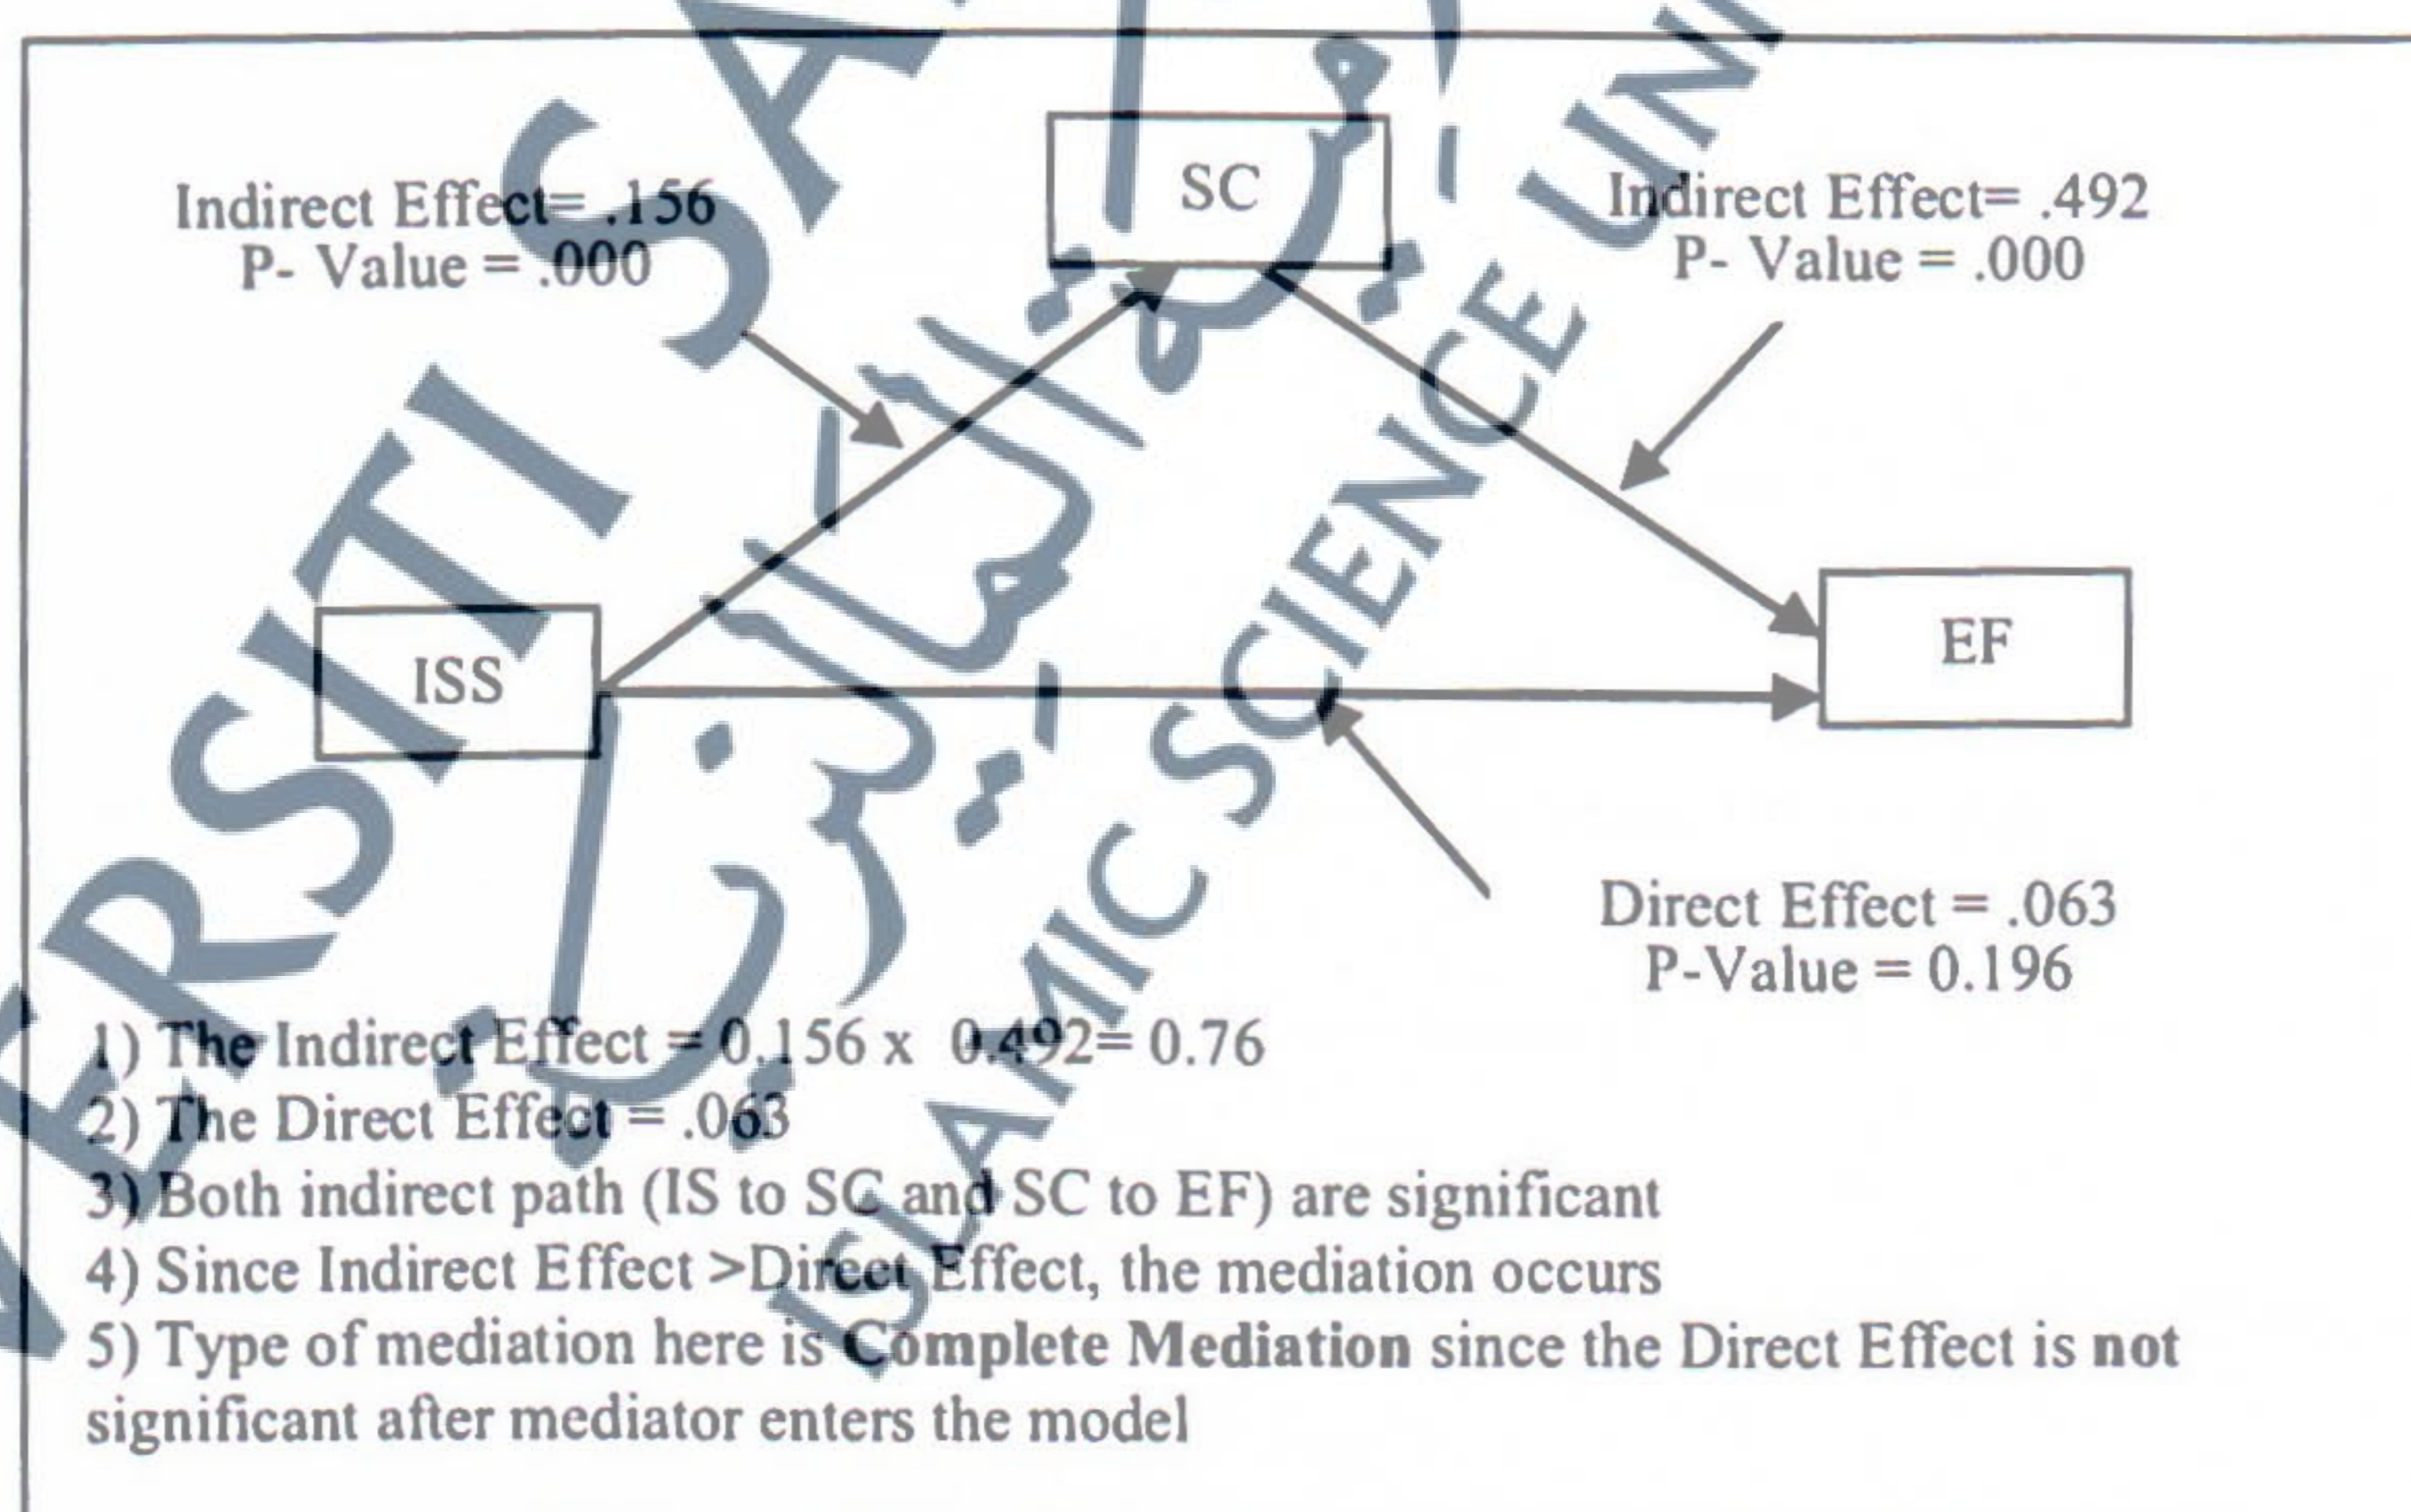 Indirect Effect= .156
P- Value = .000
SC
Indirect Effect= .492
P- Value = .000
ISS
EF
Direct Effect = .063
P-Value = 0.196
1) The Indirect Effect = 0.156 x 0.492= 0.76
2) The Direct Effect = .063
3) Both indirect path (IS to SC and SC to EF) are significant
4) Since Indirect Effect >Direct Effect, the mediation occurs
5) Type of mediation here is Complete Mediation since the Direct Effect is not
significant after mediator enters the model
ISLAMIC SCIENCE